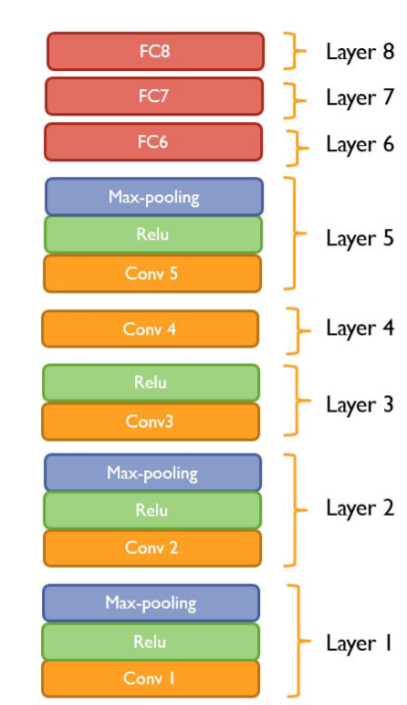 FC8 Layer 8
FC7 Layer 7
FC6 Layer 6
Max-pooling
Relu Layer 5
Conv 5
Conv 4 Layer 4
Relu
Layer 3
Conv3
Max-pooling
Relu Layer 2
Conv 2
Max-pooling
Relu Layer 1
Conv 1